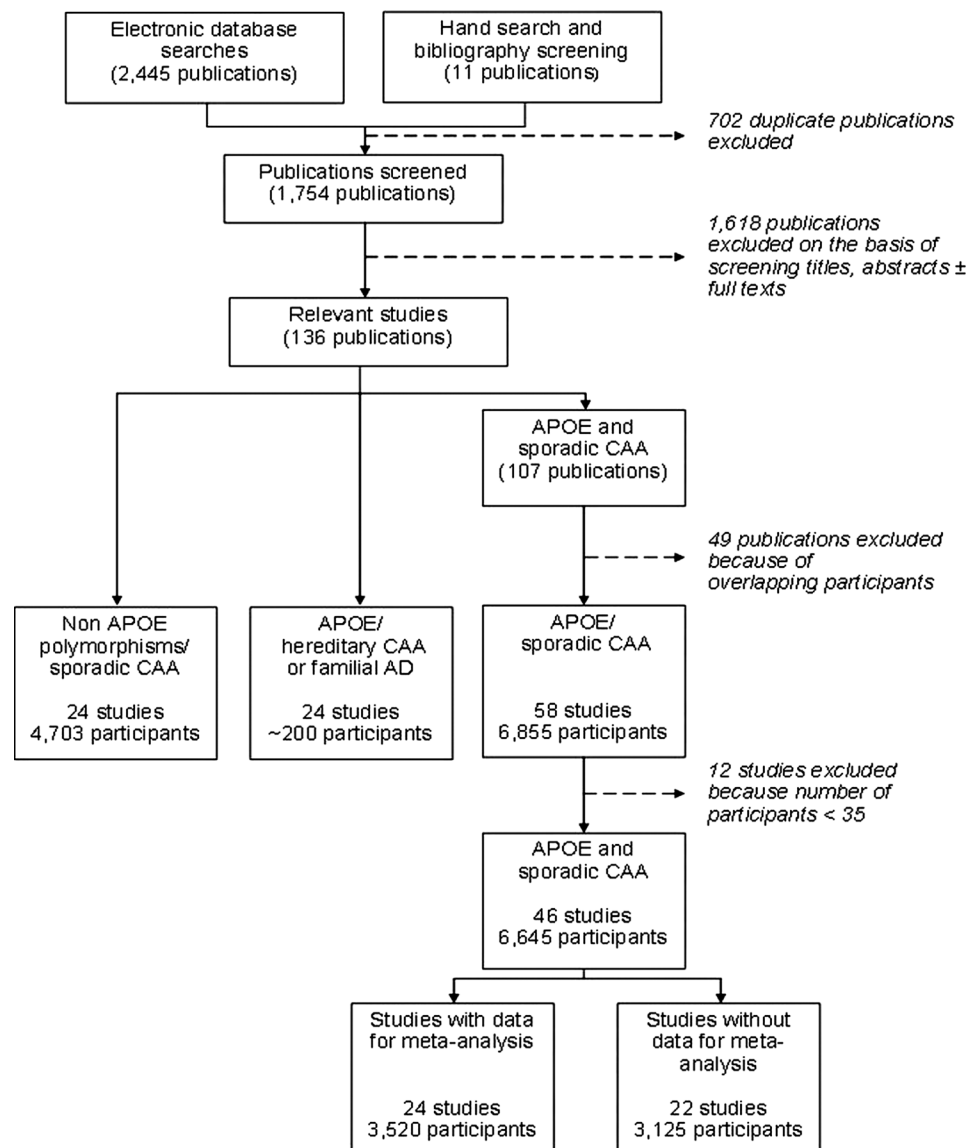 Electronic database
searches
(2,445 publications)
Hand search and
bibliography screening
(11 publications)
702 duplicate publications
excluded
Publications screened
(1,754 publications)
1,618 publications
excluded on the basis of
screening titles, abstracts ±
full texts
Relevant studies
(136 publications)
APOE and
sporadic CAA
(107 publications)
49 publications excluded
because of
overlapping participants
Non APOE
polymorphisms/
sporadic CAA
24 studies
4,703 participants
APOE/
hereditary CAA
or familial AD
24 studies
~200 participants
APOE/
sporadic CAA
58 studies
6,855 participants
12 studies excluded
because number of
participants < 35
APOE and
sporadic CAA
46 studies
6,645 participants
Studies with data
for meta-analysis
24 studies
3,520 participants
Studies without
data for meta-
analysis
22 studies
3,125 participants